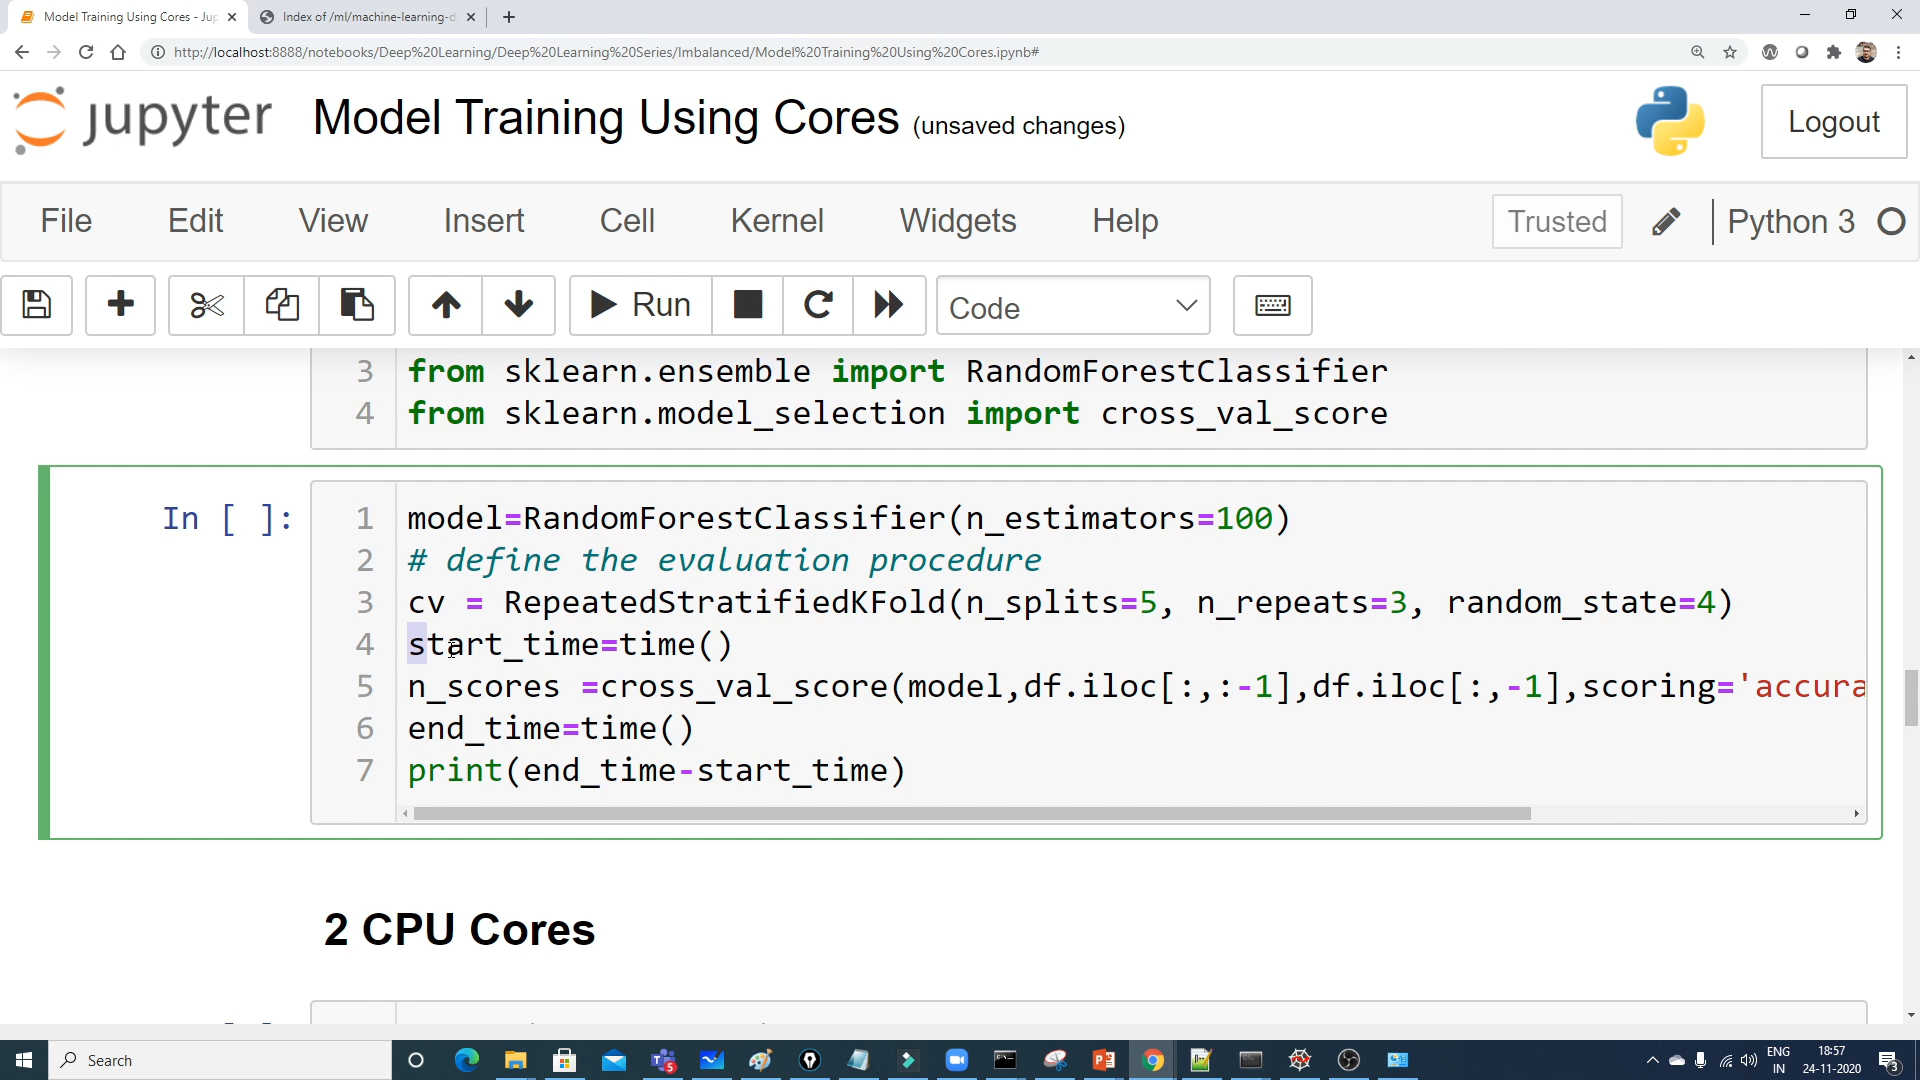 Model Training Using Cores - Jup
Index of /ml/machine-learning-d
http://localhost:8888/notebooks/Deep%20Learning/Deep%20Learning%20Series/Imbalanced/Model%20Training%20Using%20Cores.ipynb#
jupyter Model Training Using Cores (unsaved changes)
Logout
File Edit View Insert Cell Kernel Widgets Help Trusted Python 3
Run Code
3 from sklearn.ensemble import RandomForestClassifier
4 from sklearn.model_selection import cross_val_score
In [ ]: 1 model=RandomForestClassifier(n_estimators=100)
2 # define the evaluation procedure
3 cv = RepeatedStratifiedKFold(n_splits=5, n_repeats=3, random_state=4)
4 start_time=time()
5 n_scores =cross_val_score(model,df.iloc[:,:-1],df.iloc[:,-1],scoring='accura
6 end_time=time()
7 print(end_time-start_time)
2 CPU Cores
Search
5
ENG
IN
18:57
24-11-2020
3